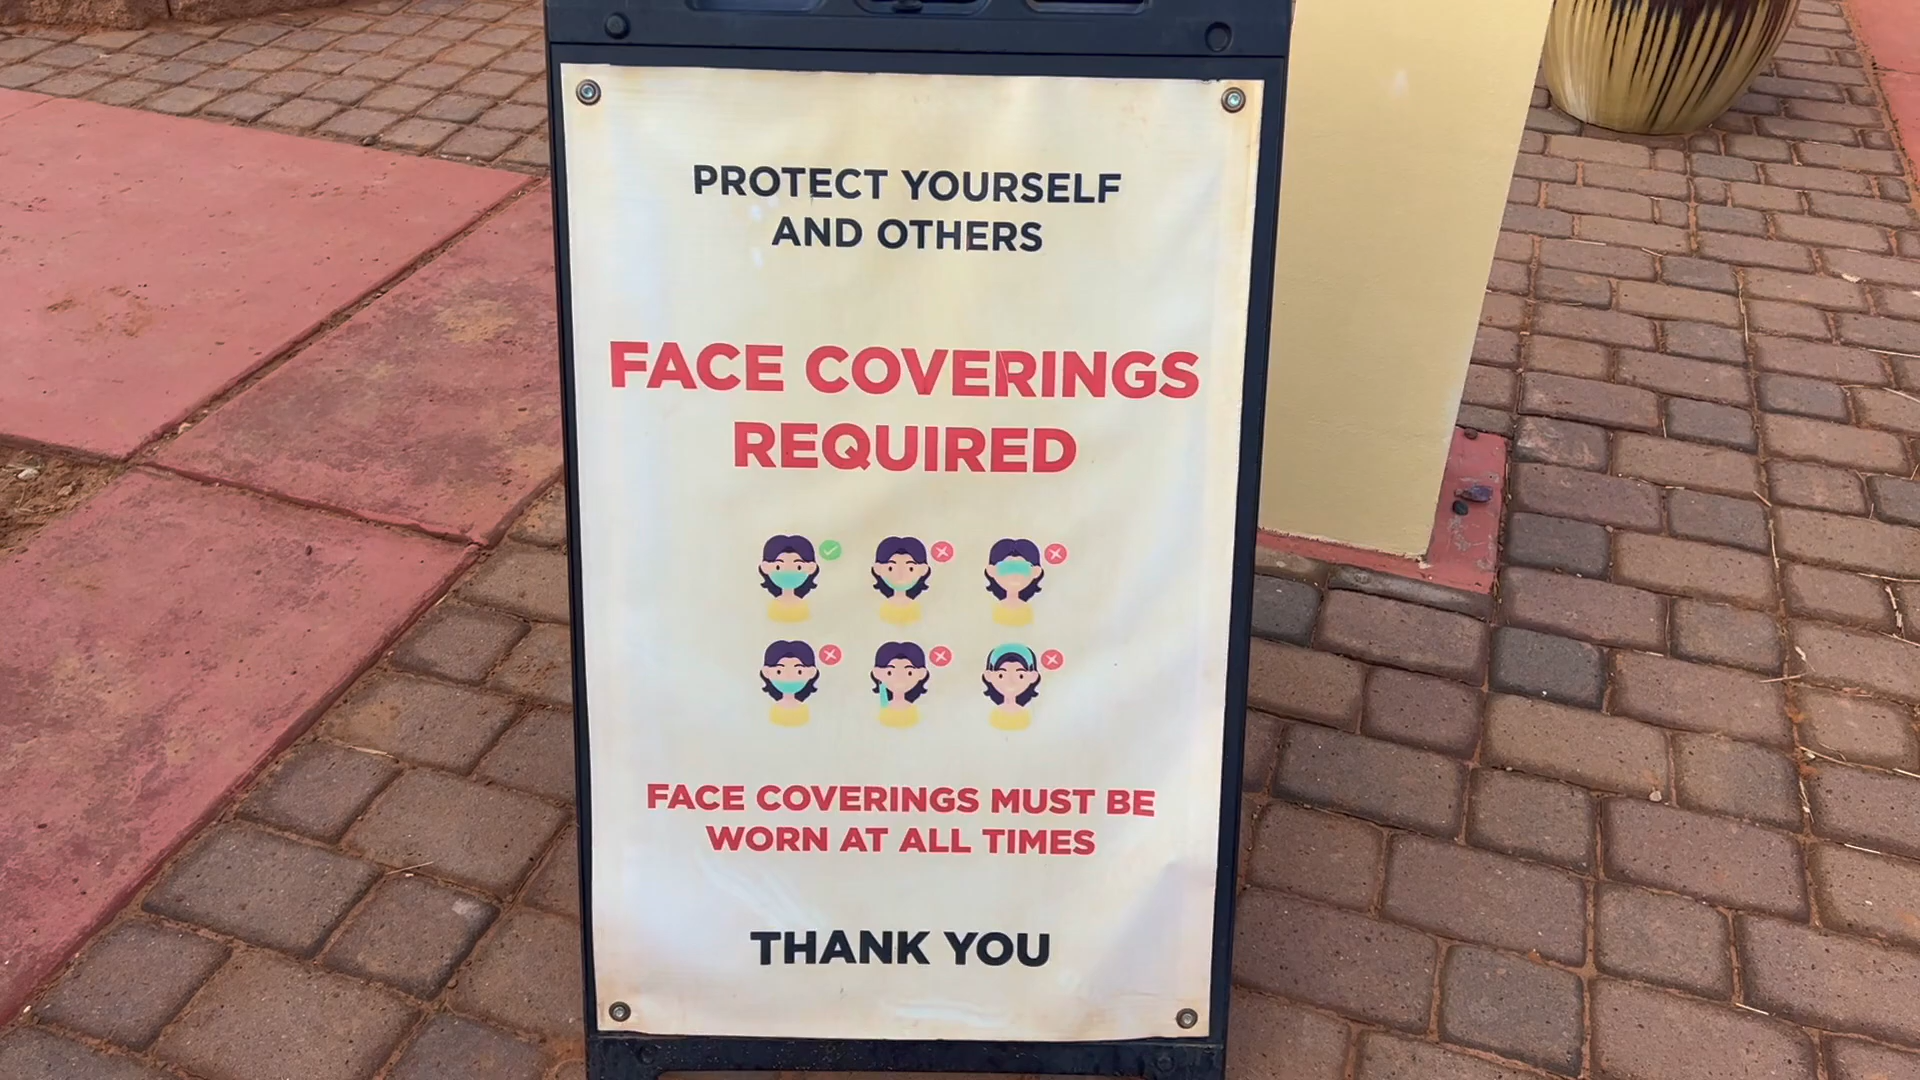 PROTECT YOURSELF
AND OTHERS
FACE COVERINGS
REQUIRED
FACE COVERINGS MUST BE
WORN AT ALL TIMES
THANK YOU